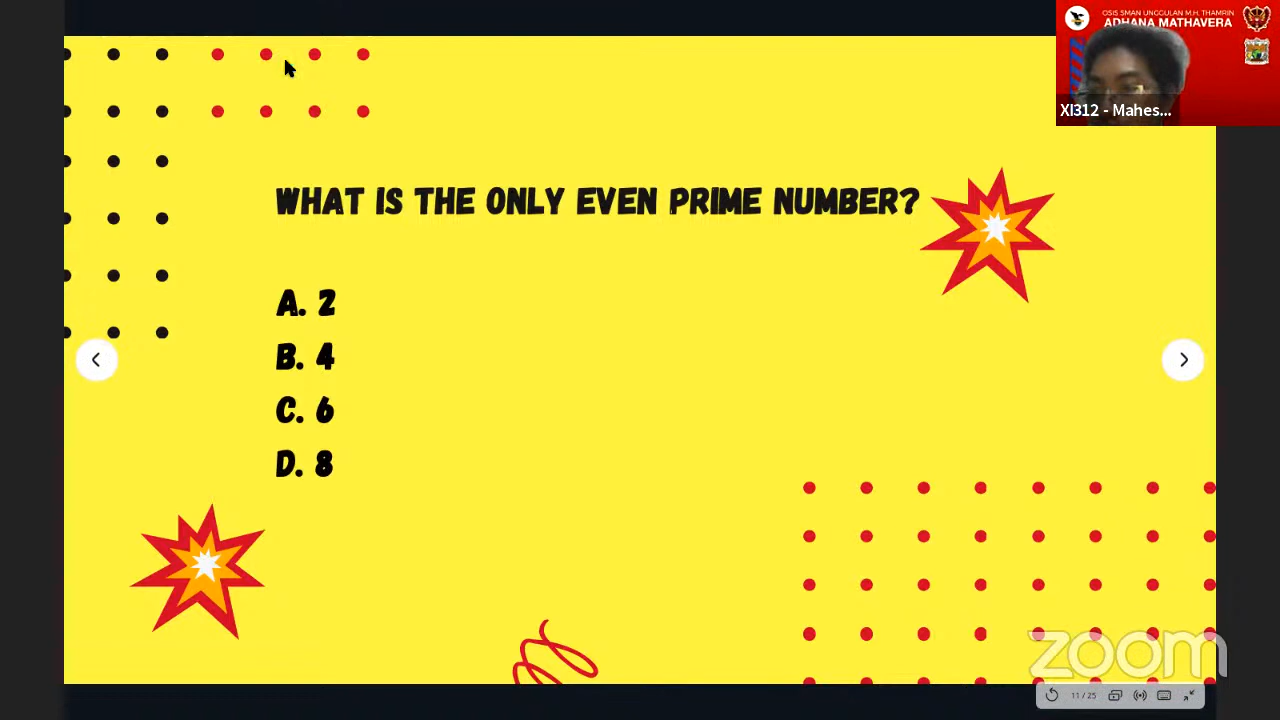 OSIS SMAN UNGGULAN M.H. THAMRIN
ADHANA MATHAVERA
XI312 - Mahes...
WHAT IS THE ONLY EVEN PRIME NUMBER?
A. 2
B. 4
C. 6
D. 8
zoom
11 / 25